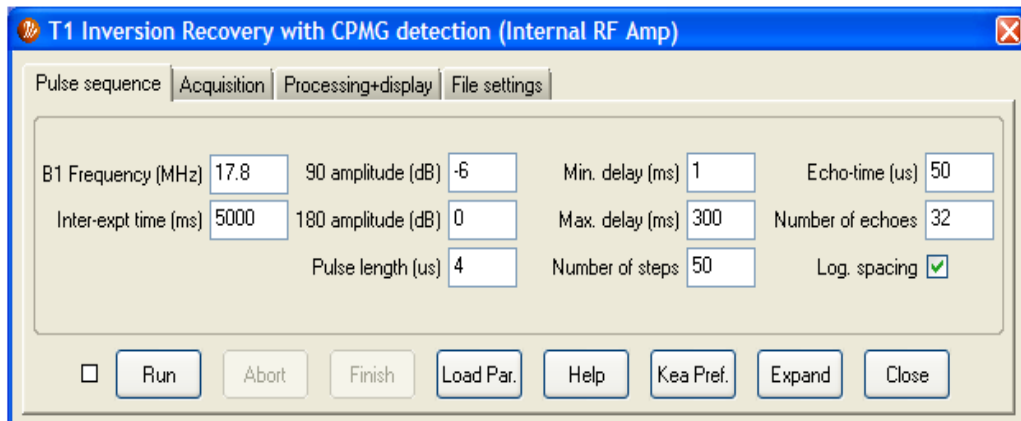 T1 Inversion Recovery with CPMG detection (Internal RF Amp)
Pulse sequence Acquisition Processing+display File settings
B1 Frequency (MHz) 17.8 90 amplitude (dB) -6 Min. delay (ms) 1 Echo-time (us) 50
Inter-expt time (ms) 5000 180 amplitude (dB) 0 Max. delay (ms) 300 Number of echoes 32
Pulse length (us) 4 Number of steps 50 Log. spacing
Run Abort Finish Load Par. Help Kea Pref. Expand Close